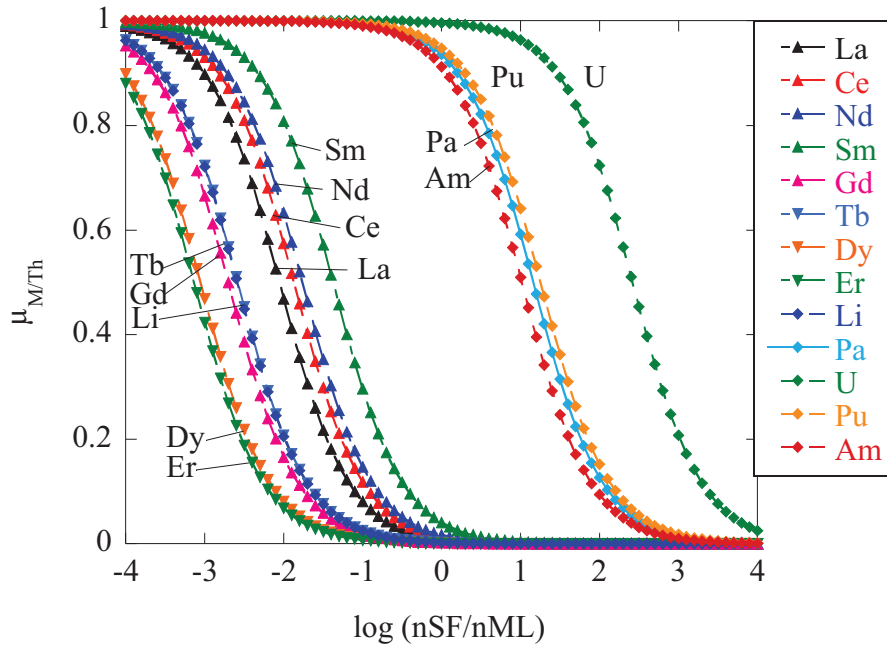 1
0.8
0.6
0.4
0.2
0
-4
-3
-2
-1
0
1
2
3
4
μM/Th
log (nSF/nML)
Sm
Nd
Ce
La
Tb
Gd
Li
Dy
Er
Pu
U
Pa
Am
La
Ce
Nd
Sm
Gd
Tb
Dy
Er
Li
Pa
U
Pu
Am